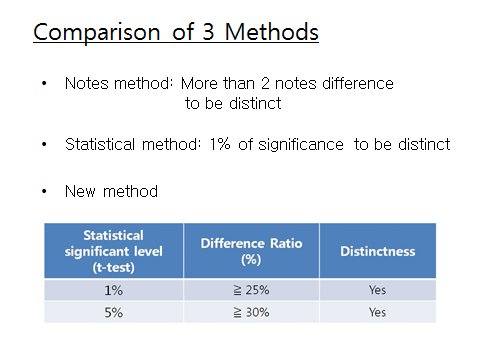 Comparison of 3 Methods
• Notes method: More than 2 notes difference
to be distinct
• Statistical method: 1% of significance to be distinct
• New method
Statistical significant level (t-test) Difference Ratio (%) Distinctness
1% ≧ 25% Yes
5% ≧ 30% Yes